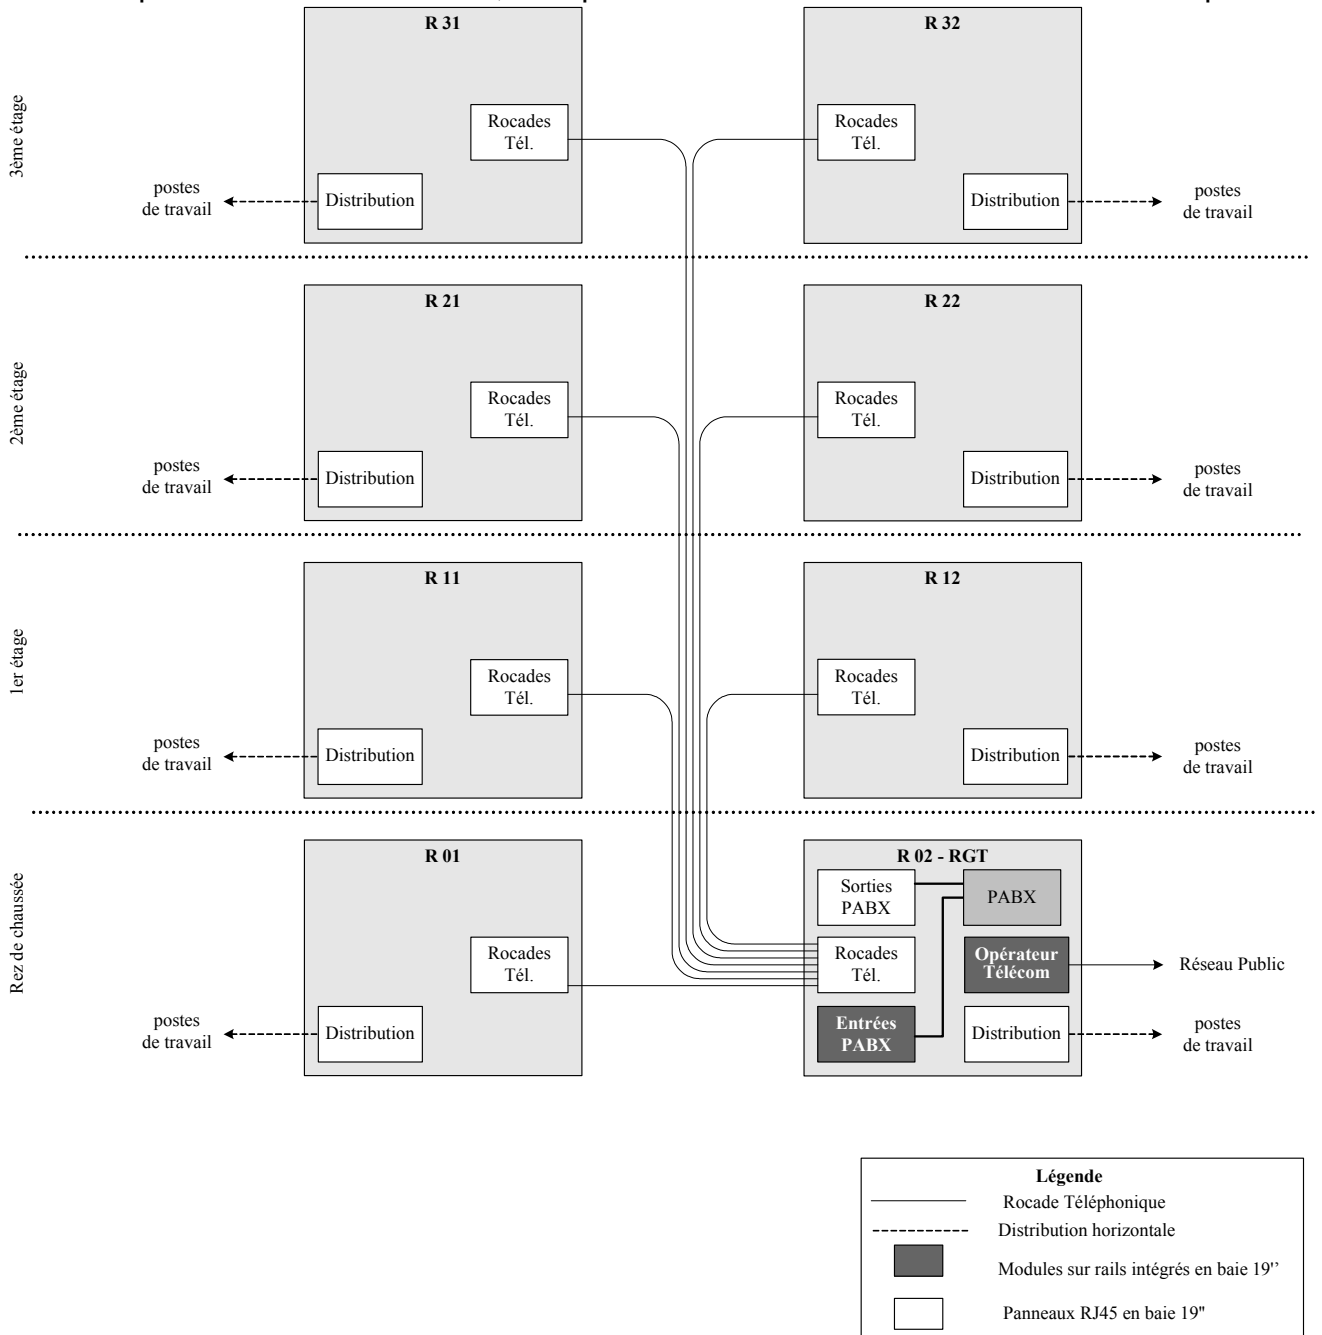 R 31
R 32
3ème étage
Rocades
Tél.
Rocades
Tél.
postes
de travail
Distribution
Distribution
postes
de travail
R 21
R 22
2ème étage
Rocades
Tél.
Rocades
Tél.
postes
de travail
Distribution
Distribution
postes
de travail
R 11
R 12
1er étage
Rocades
Tél.
Rocades
Tél.
postes
de travail
Distribution
Distribution
postes
de travail
R 01
R 02 - RGT
Rez de chaussée
Sorties
PABX
PABX
Rocades
Tél.
Rocades
Tél.
Opérateur
Télécom
Réseau Public
postes
de travail
Distribution
Entrées
PABX
Distribution
postes
de travail
Légende
Rocade Téléphonique
Distribution horizontale
Modules sur rails intégrés en baie 19''
Panneaux RJ45 en baie 19"